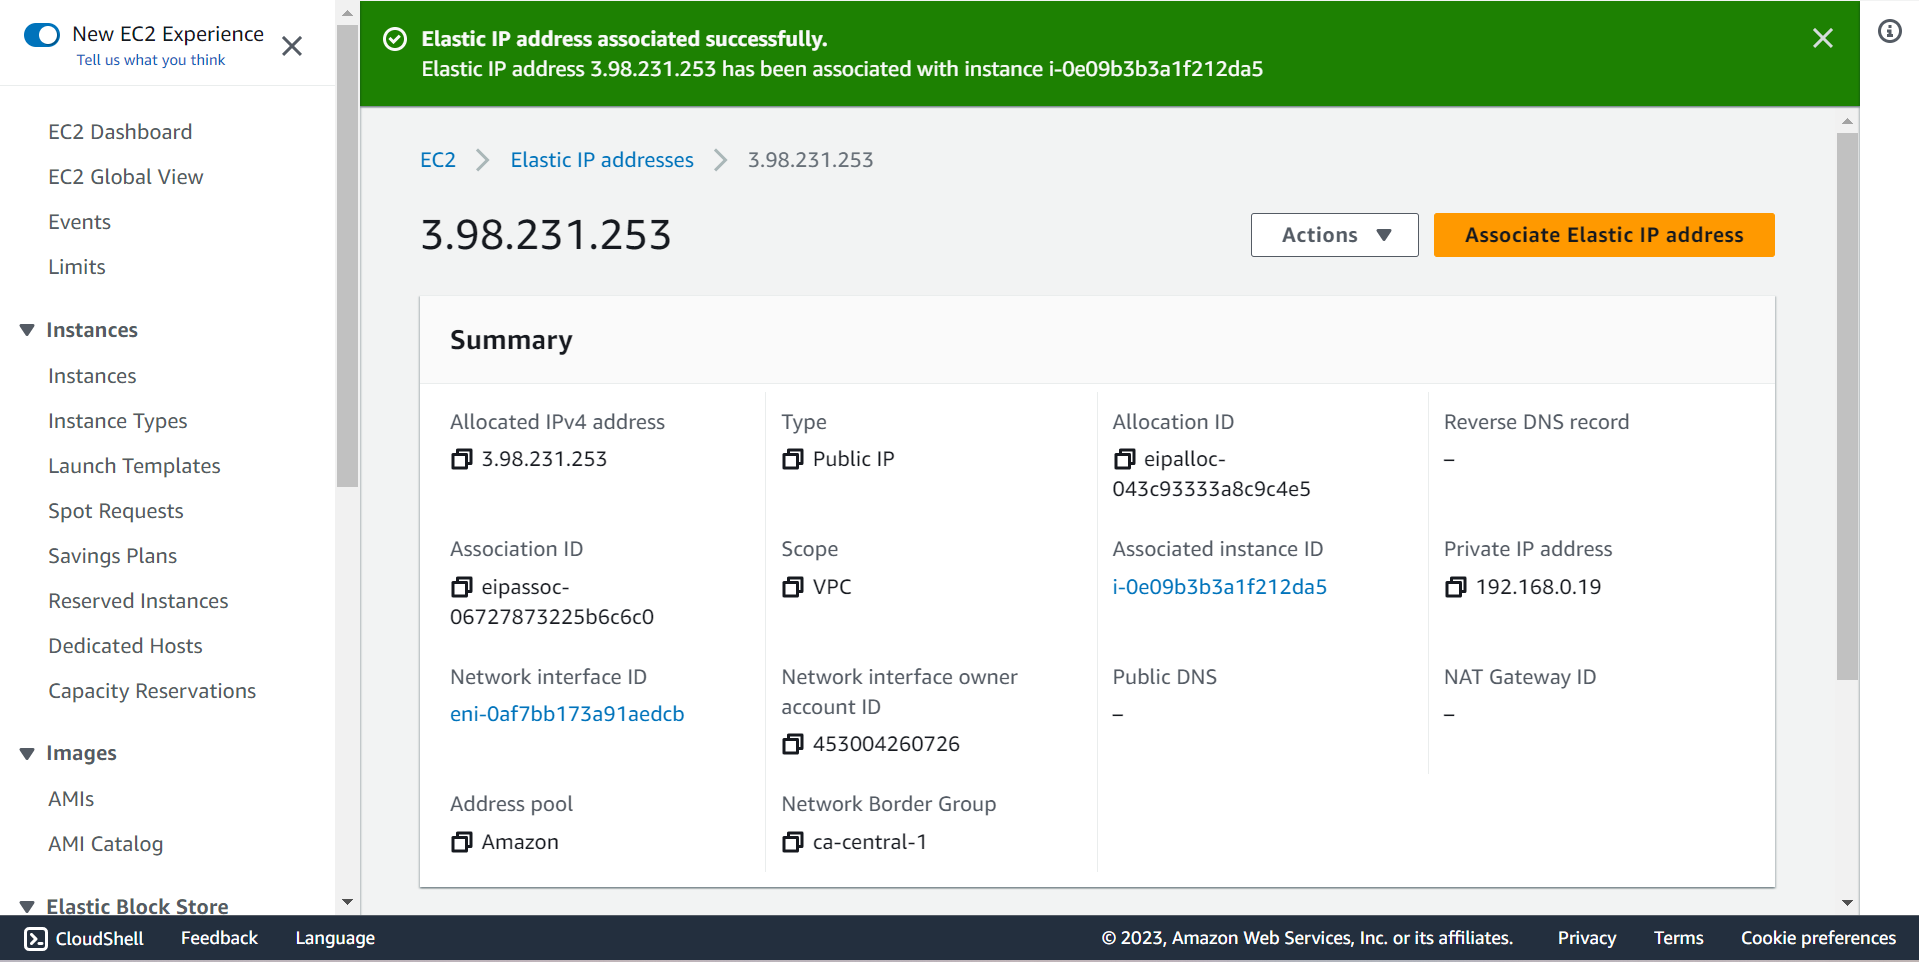 New EC2 Experience
Tell us what you think
EC2 Dashboard
EC2 Global View
Events
Limits
Instances
Instances
Instance Types
Launch Templates
Spot Requests
Savings Plans
Reserved Instances
Dedicated Hosts
Capacity Reservations
Images
AMIs
AMI Catalog
Elastic Block Store
Elastic IP address associated successfully.
Elastic IP address 3.98.231.253 has been associated with instance i-0e09b3b3a1f212da5
EC2
Elastic IP addresses
3.98.231.253
3.98.231.253
Actions
Associate Elastic IP address
Summary
Allocated IPv4 address
3.98.231.253
Type
Public IP
Allocation ID
eipalloc-
043c93333a8c9c4e5
Reverse DNS record
–
Association ID
eipassoc-
06727873225b6c6c0
Scope
VPC
Associated instance ID
i-0e09b3b3a1f212da5
Private IP address
192.168.0.19
Network interface ID
eni-0af7bb173a91aedcb
Network interface owner
account ID
453004260726
Public DNS
–
NAT Gateway ID
–
Address pool
Amazon
Network Border Group
ca-central-1
CloudShell
Feedback
Language
© 2023, Amazon Web Services, Inc. or its affiliates.
Privacy
Terms
Cookie preferences